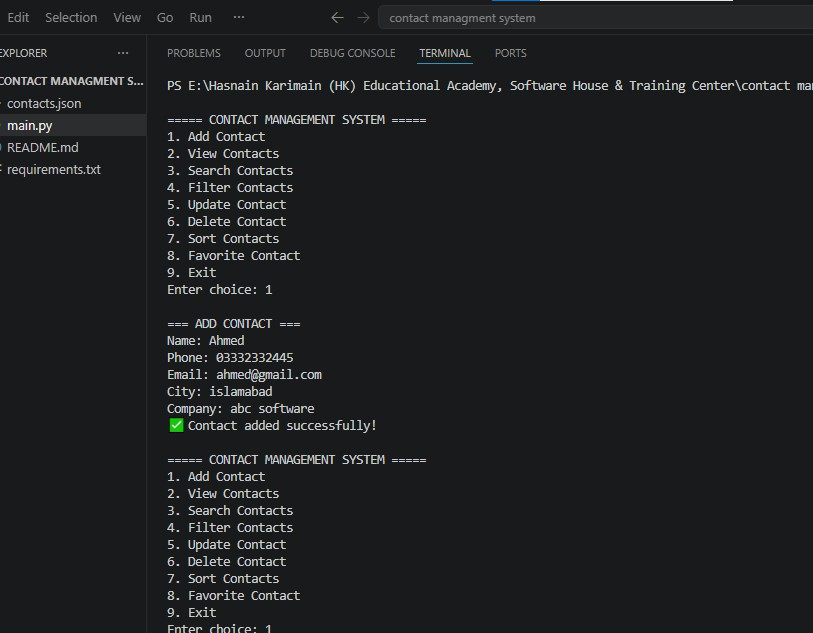 Edit Selection View Go Run ··· ← → contact managment system
EXPLORER ···
PROBLEMS OUTPUT DEBUG CONSOLE TERMINAL PORTS
CONTACT MANAGMENT S...
contacts.json
main.py
README.md
requirements.txt
PS E:\Hasnain Karimain (HK) Educational Academy, Software House & Training Center\contact mar
===== CONTACT MANAGEMENT SYSTEM =====
1. Add Contact
2. View Contacts
3. Search Contacts
4. Filter Contacts
5. Update Contact
6. Delete Contact
7. Sort Contacts
8. Favorite Contact
9. Exit
Enter choice: 1
=== ADD CONTACT ===
Name: Ahmed
Phone: 03332332445
Email: ahmed@gmail.com
City: islamabad
Company: abc software
✅ Contact added successfully!
===== CONTACT MANAGEMENT SYSTEM =====
1. Add Contact
2. View Contacts
3. Search Contacts
4. Filter Contacts
5. Update Contact
6. Delete Contact
7. Sort Contacts
8. Favorite Contact
9. Exit
Enter choice: 1